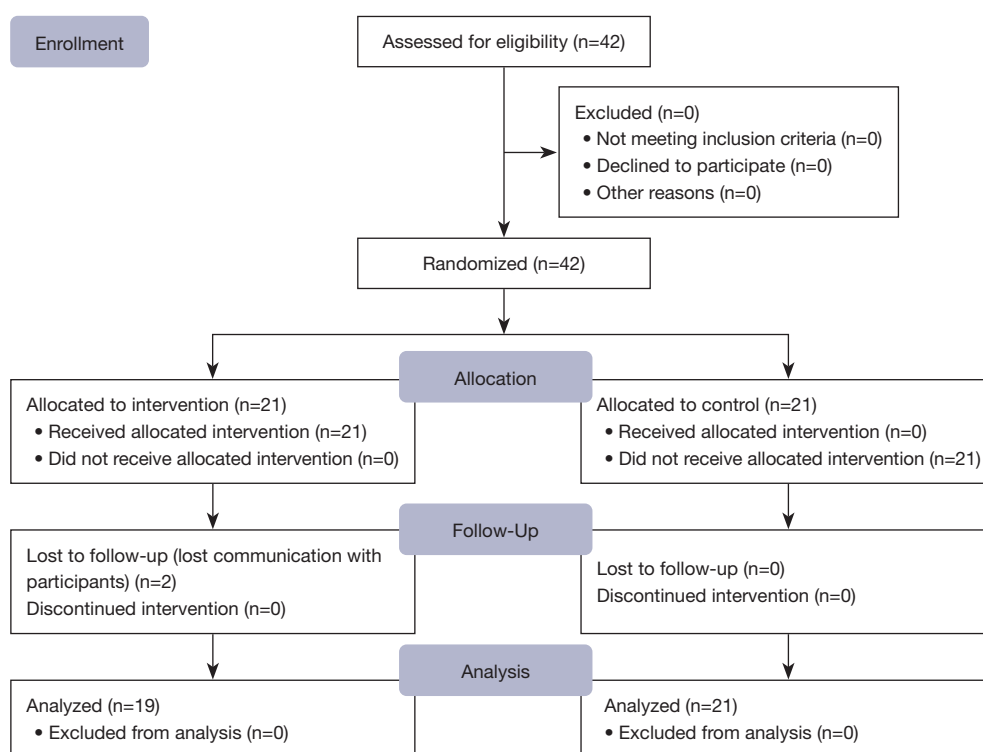 Enrollment
Assessed for eligibility (n=42)
Excluded (n=0)
• Not meeting inclusion criteria (n=0)
• Declined to participate (n=0)
• Other reasons (n=0)
Randomized (n=42)
Allocation
Allocated to intervention (n=21)
• Received allocated intervention (n=21)
• Did not receive allocated intervention (n=0)
Allocated to control (n=21)
• Received allocated intervention (n=0)
• Did not receive allocated intervention (n=21)
Follow-Up
Lost to follow-up (lost communication with
participants) (n=2)
Discontinued intervention (n=0)
Lost to follow-up (n=0)
Discontinued intervention (n=0)
Analysis
Analyzed (n=19)
• Excluded from analysis (n=0)
Analyzed (n=21)
• Excluded from analysis (n=0)